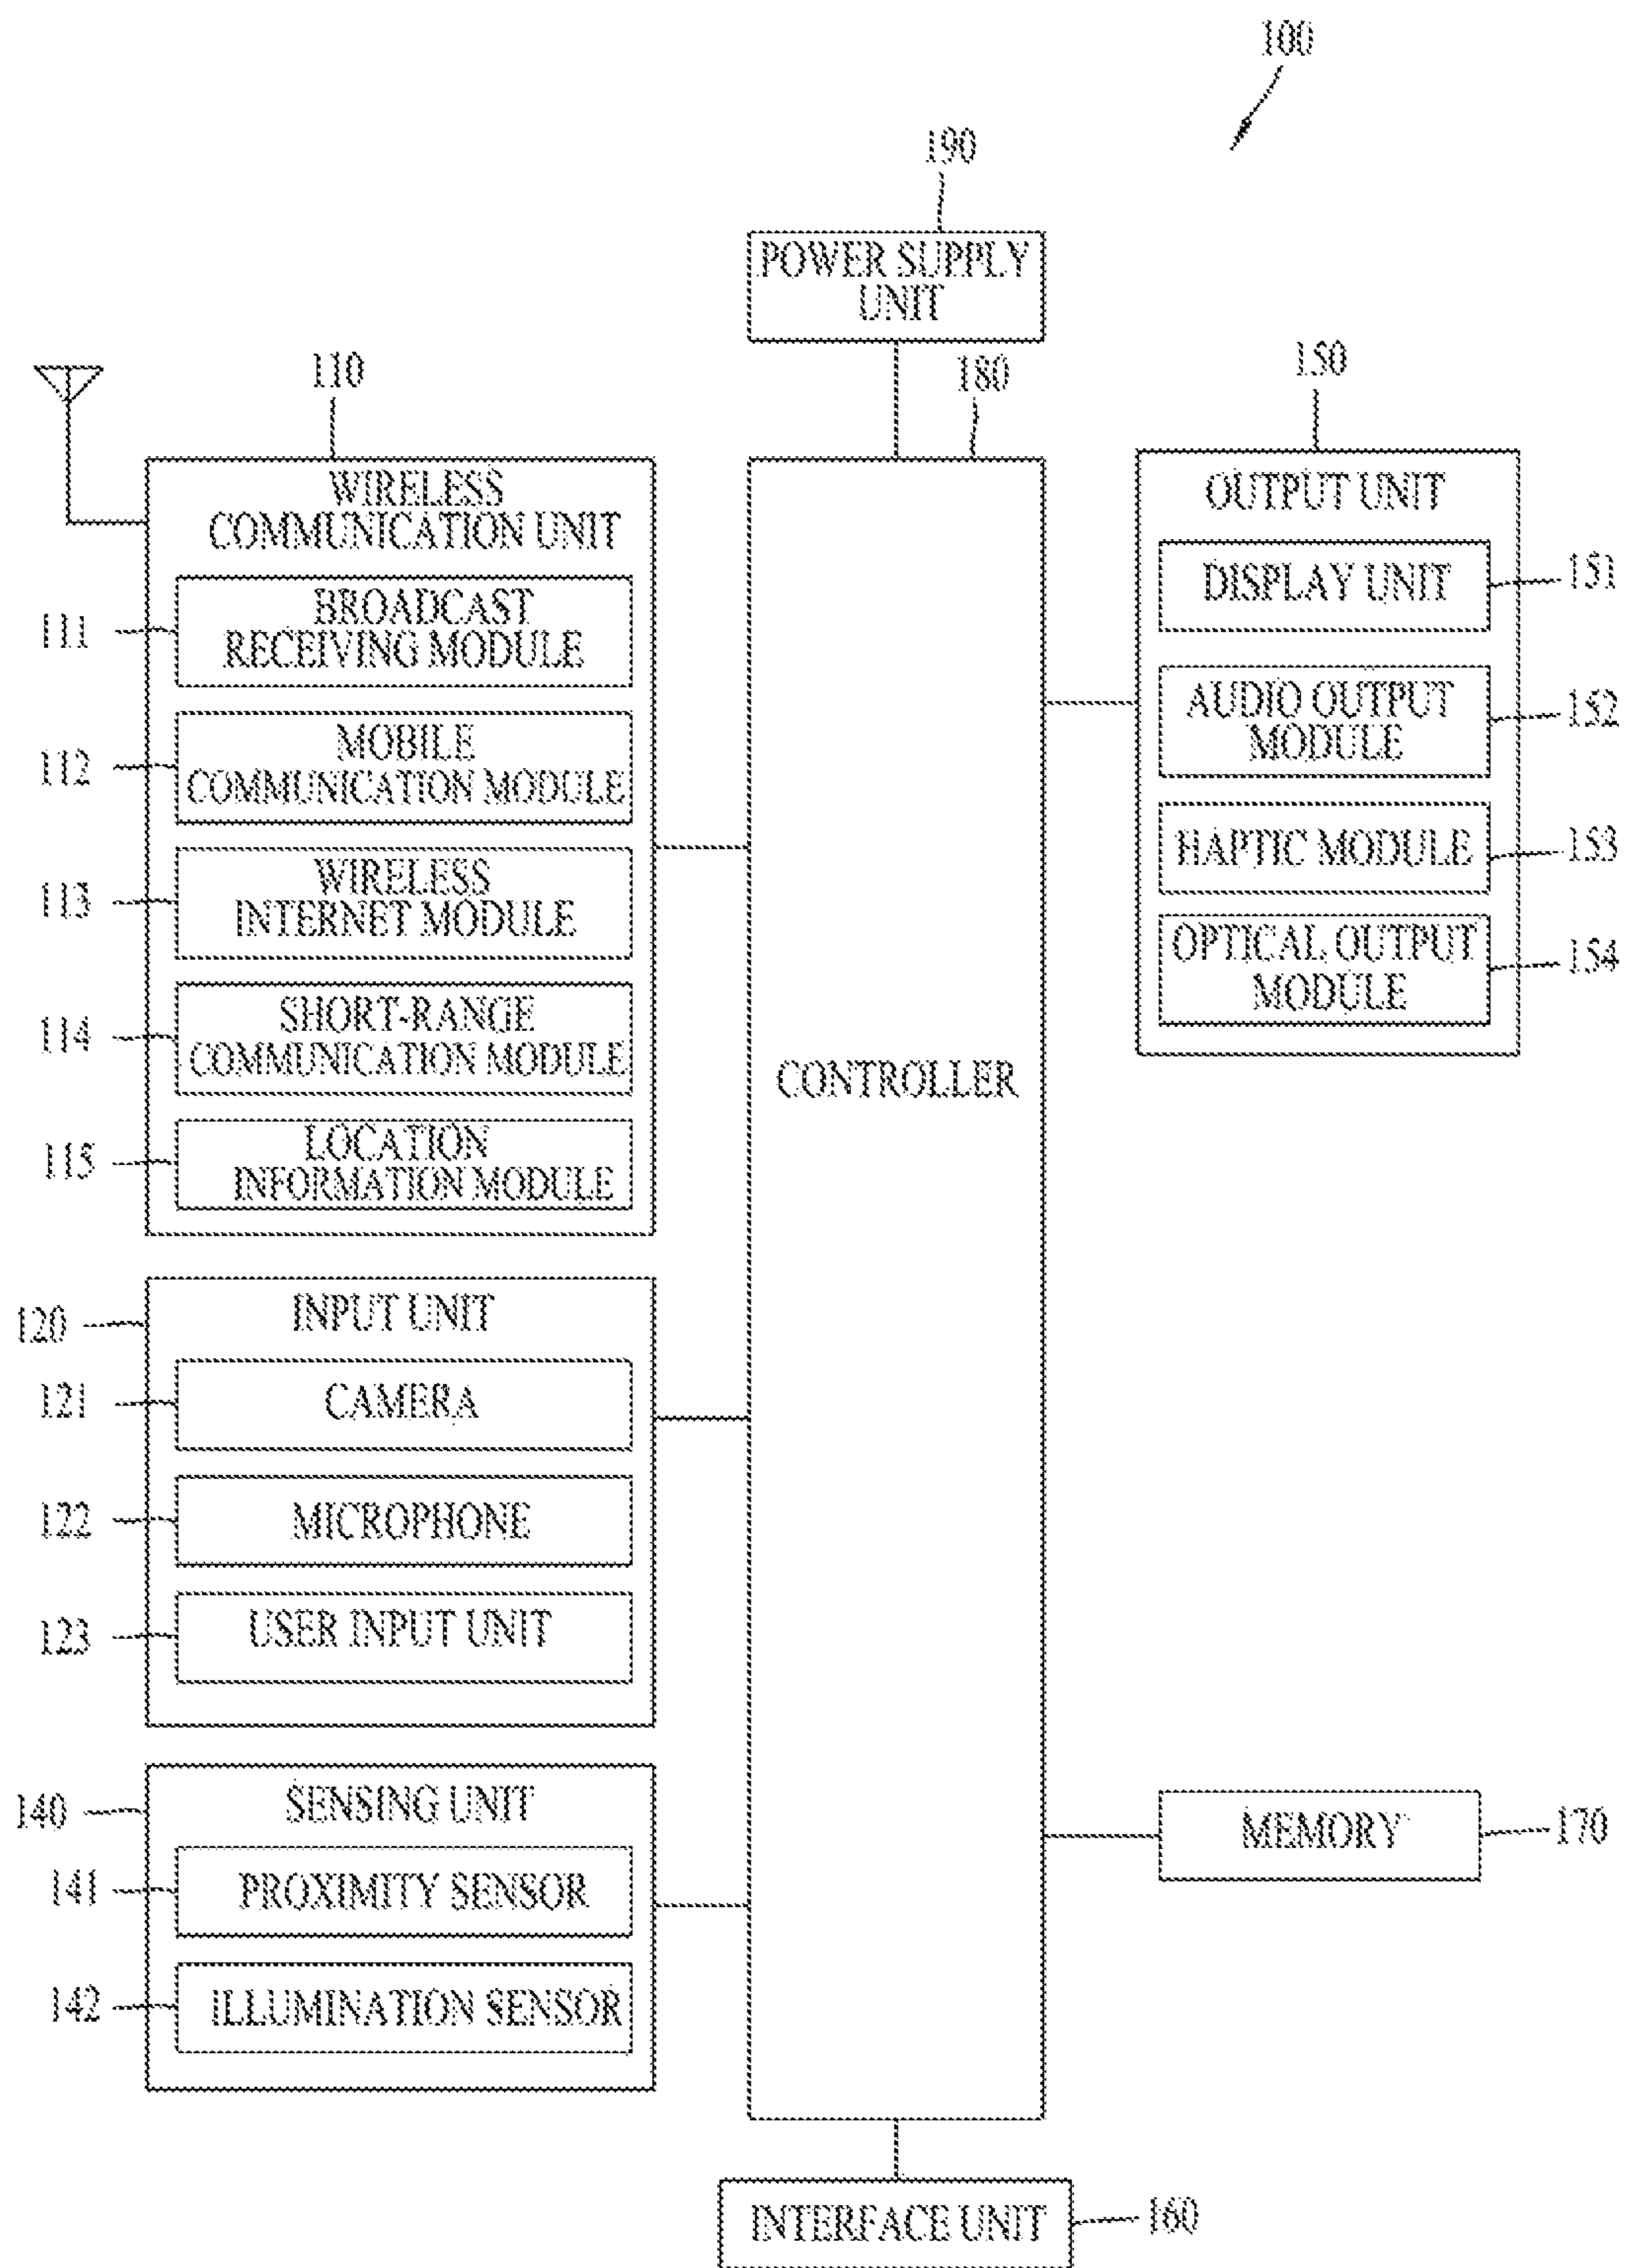 100
190
POWER SUPPLY
UNIT
110
180
150
WIRELESS
COMMUNICATION UNIT
111
BROADCAST
RECEIVING MODULE
112
MOBILE
COMMUNICATION MODULE
113
WIRELESS
INTERNET MODULE
114
SHORT-RANGE
COMMUNICATION MODULE
115
LOCATION
INFORMATION MODULE
120
INPUT UNIT
121
CAMERA
122
MICROPHONE
123
USER INPUT UNIT
140
SENSING UNIT
141
PROXIMITY SENSOR
142
ILLUMINATION SENSOR
CONTROLLER
OUTPUT UNIT
DISPLAY UNIT
151
AUDIO OUTPUT
MODULE
152
HAPTIC MODULE
153
OPTICAL OUTPUT
MODULE
154
MEMORY
170
INTERFACE UNIT
160